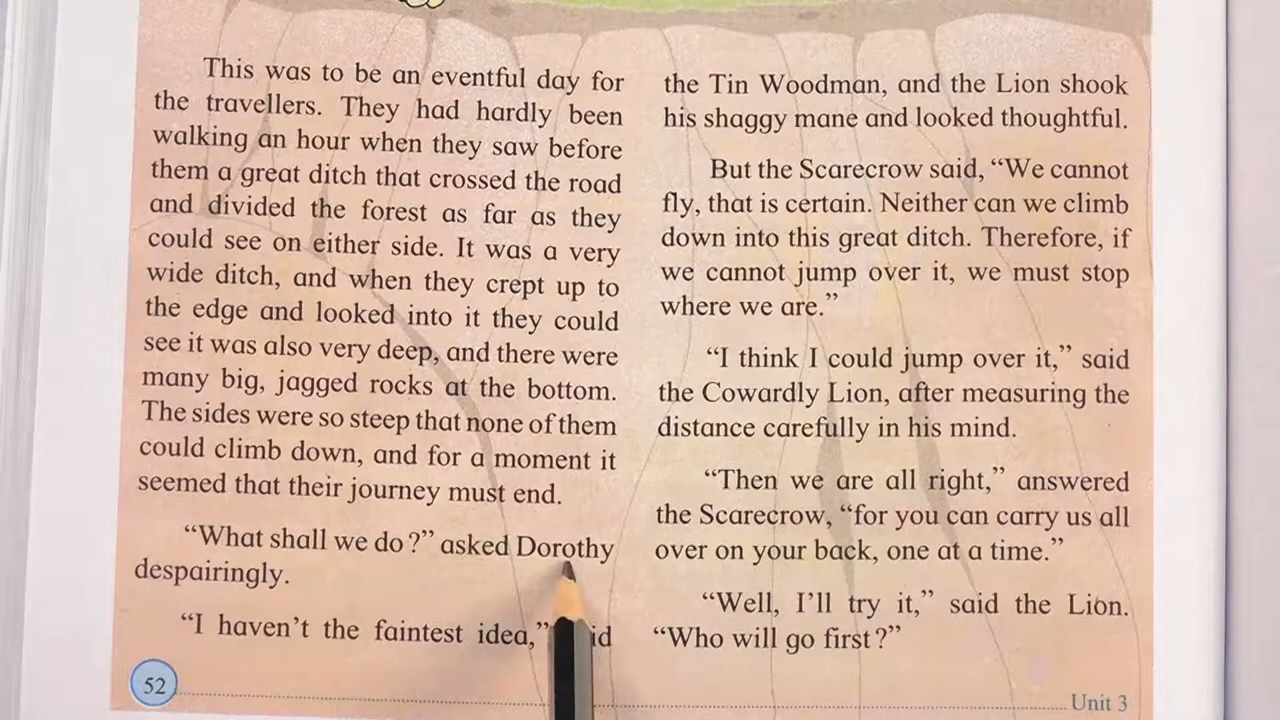 This was to be an eventful day for
the travellers. They had hardly been
walking an hour when they saw before
them a great ditch that crossed the road
and divided the forest as far as they
could see on either side. It was a very
wide ditch, and when they crept up to
the edge and looked into it they could
see it was also very deep, and there were
many big, jagged rocks at the bottom.
The sides were so steep that none of them
could climb down, and for a moment it
seemed that their journey must end.
“What shall we do?” asked Dorothy
despairingly.
“I haven’t the faintest idea,”
the Tin Woodman, and the Lion shook
his shaggy mane and looked thoughtful.
But the Scarecrow said, “We cannot
fly, that is certain. Neither can we climb
down into this great ditch. Therefore, if
we cannot jump over it, we must stop
where we are.”
“I think I could jump over it,” said
the Cowardly Lion, after measuring the
distance carefully in his mind.
“Then we are all right,” answered
the Scarecrow, “for you can carry us all
over on your back, one at a time.”
“Well, I’ll try it,” said the Lion.
“Who will go first?”
52
Unit 3